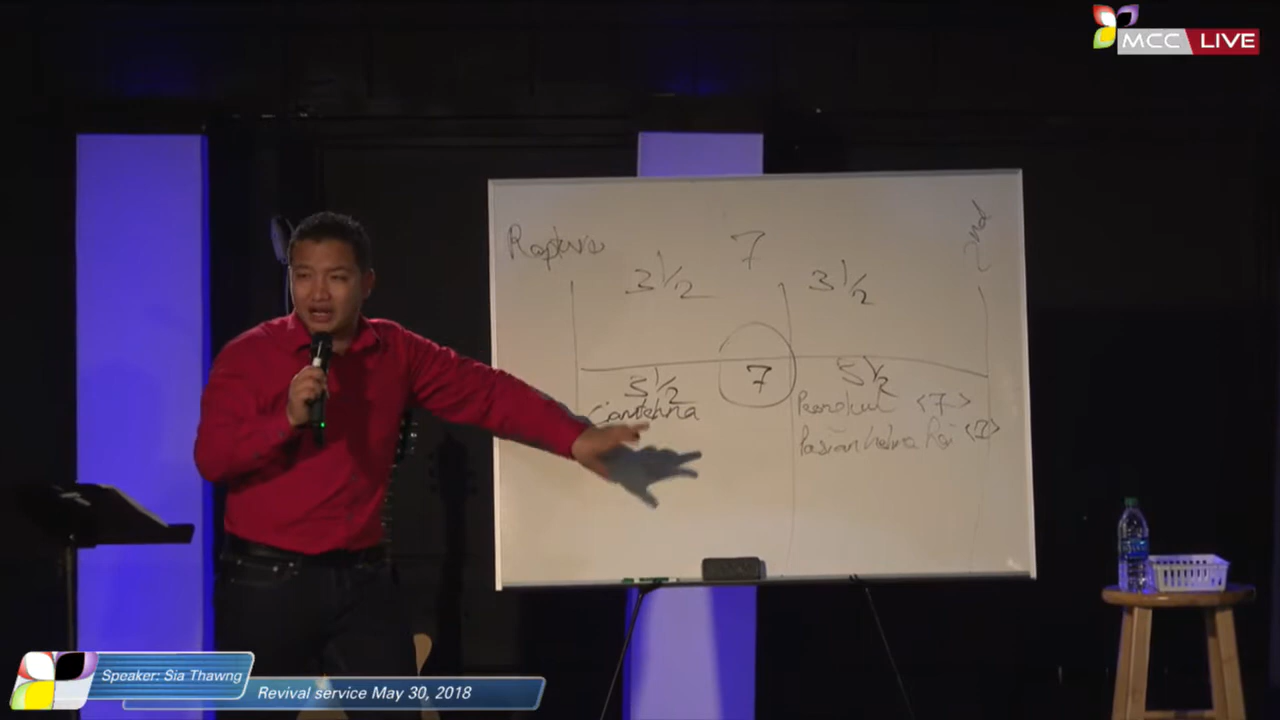 MCC LIVE
Rapture
7
2nd
3 1/2
3 1/2
3 1/2
7
3 1/2
<7>
<7>
Speaker: Sia Thawng
Revival service May 30, 2018